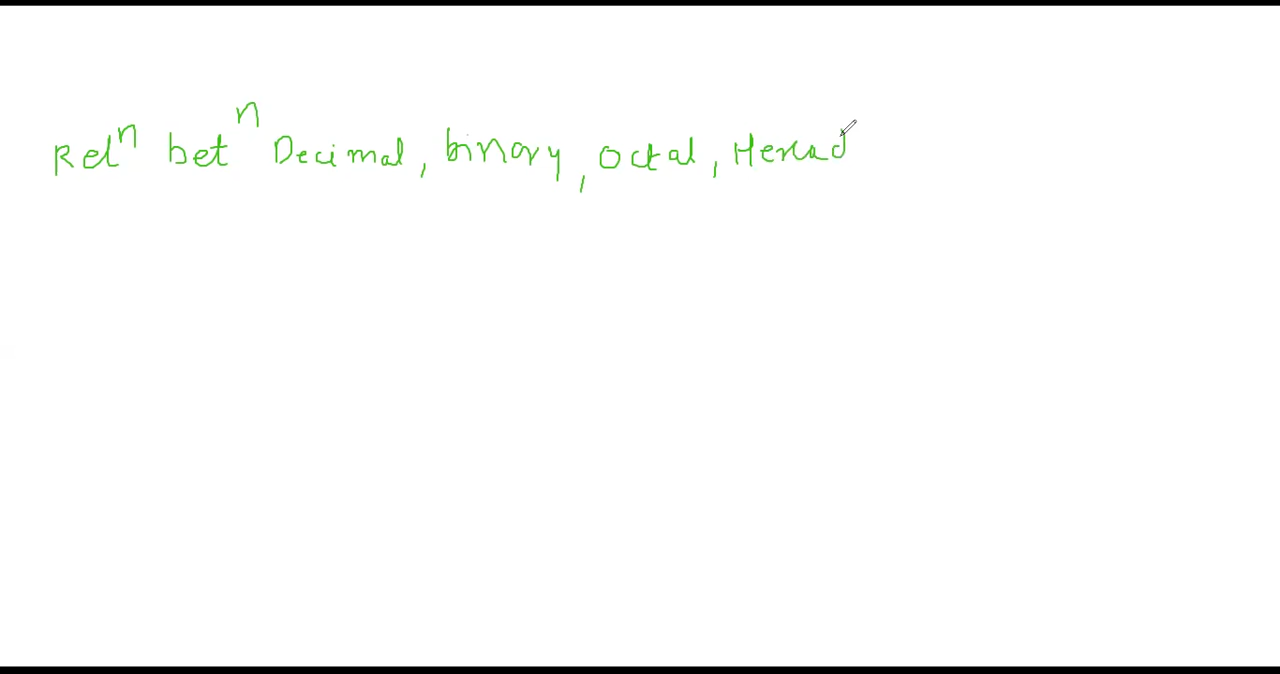 Relⁿ betⁿ Decimal, binary, Octal, Hexad